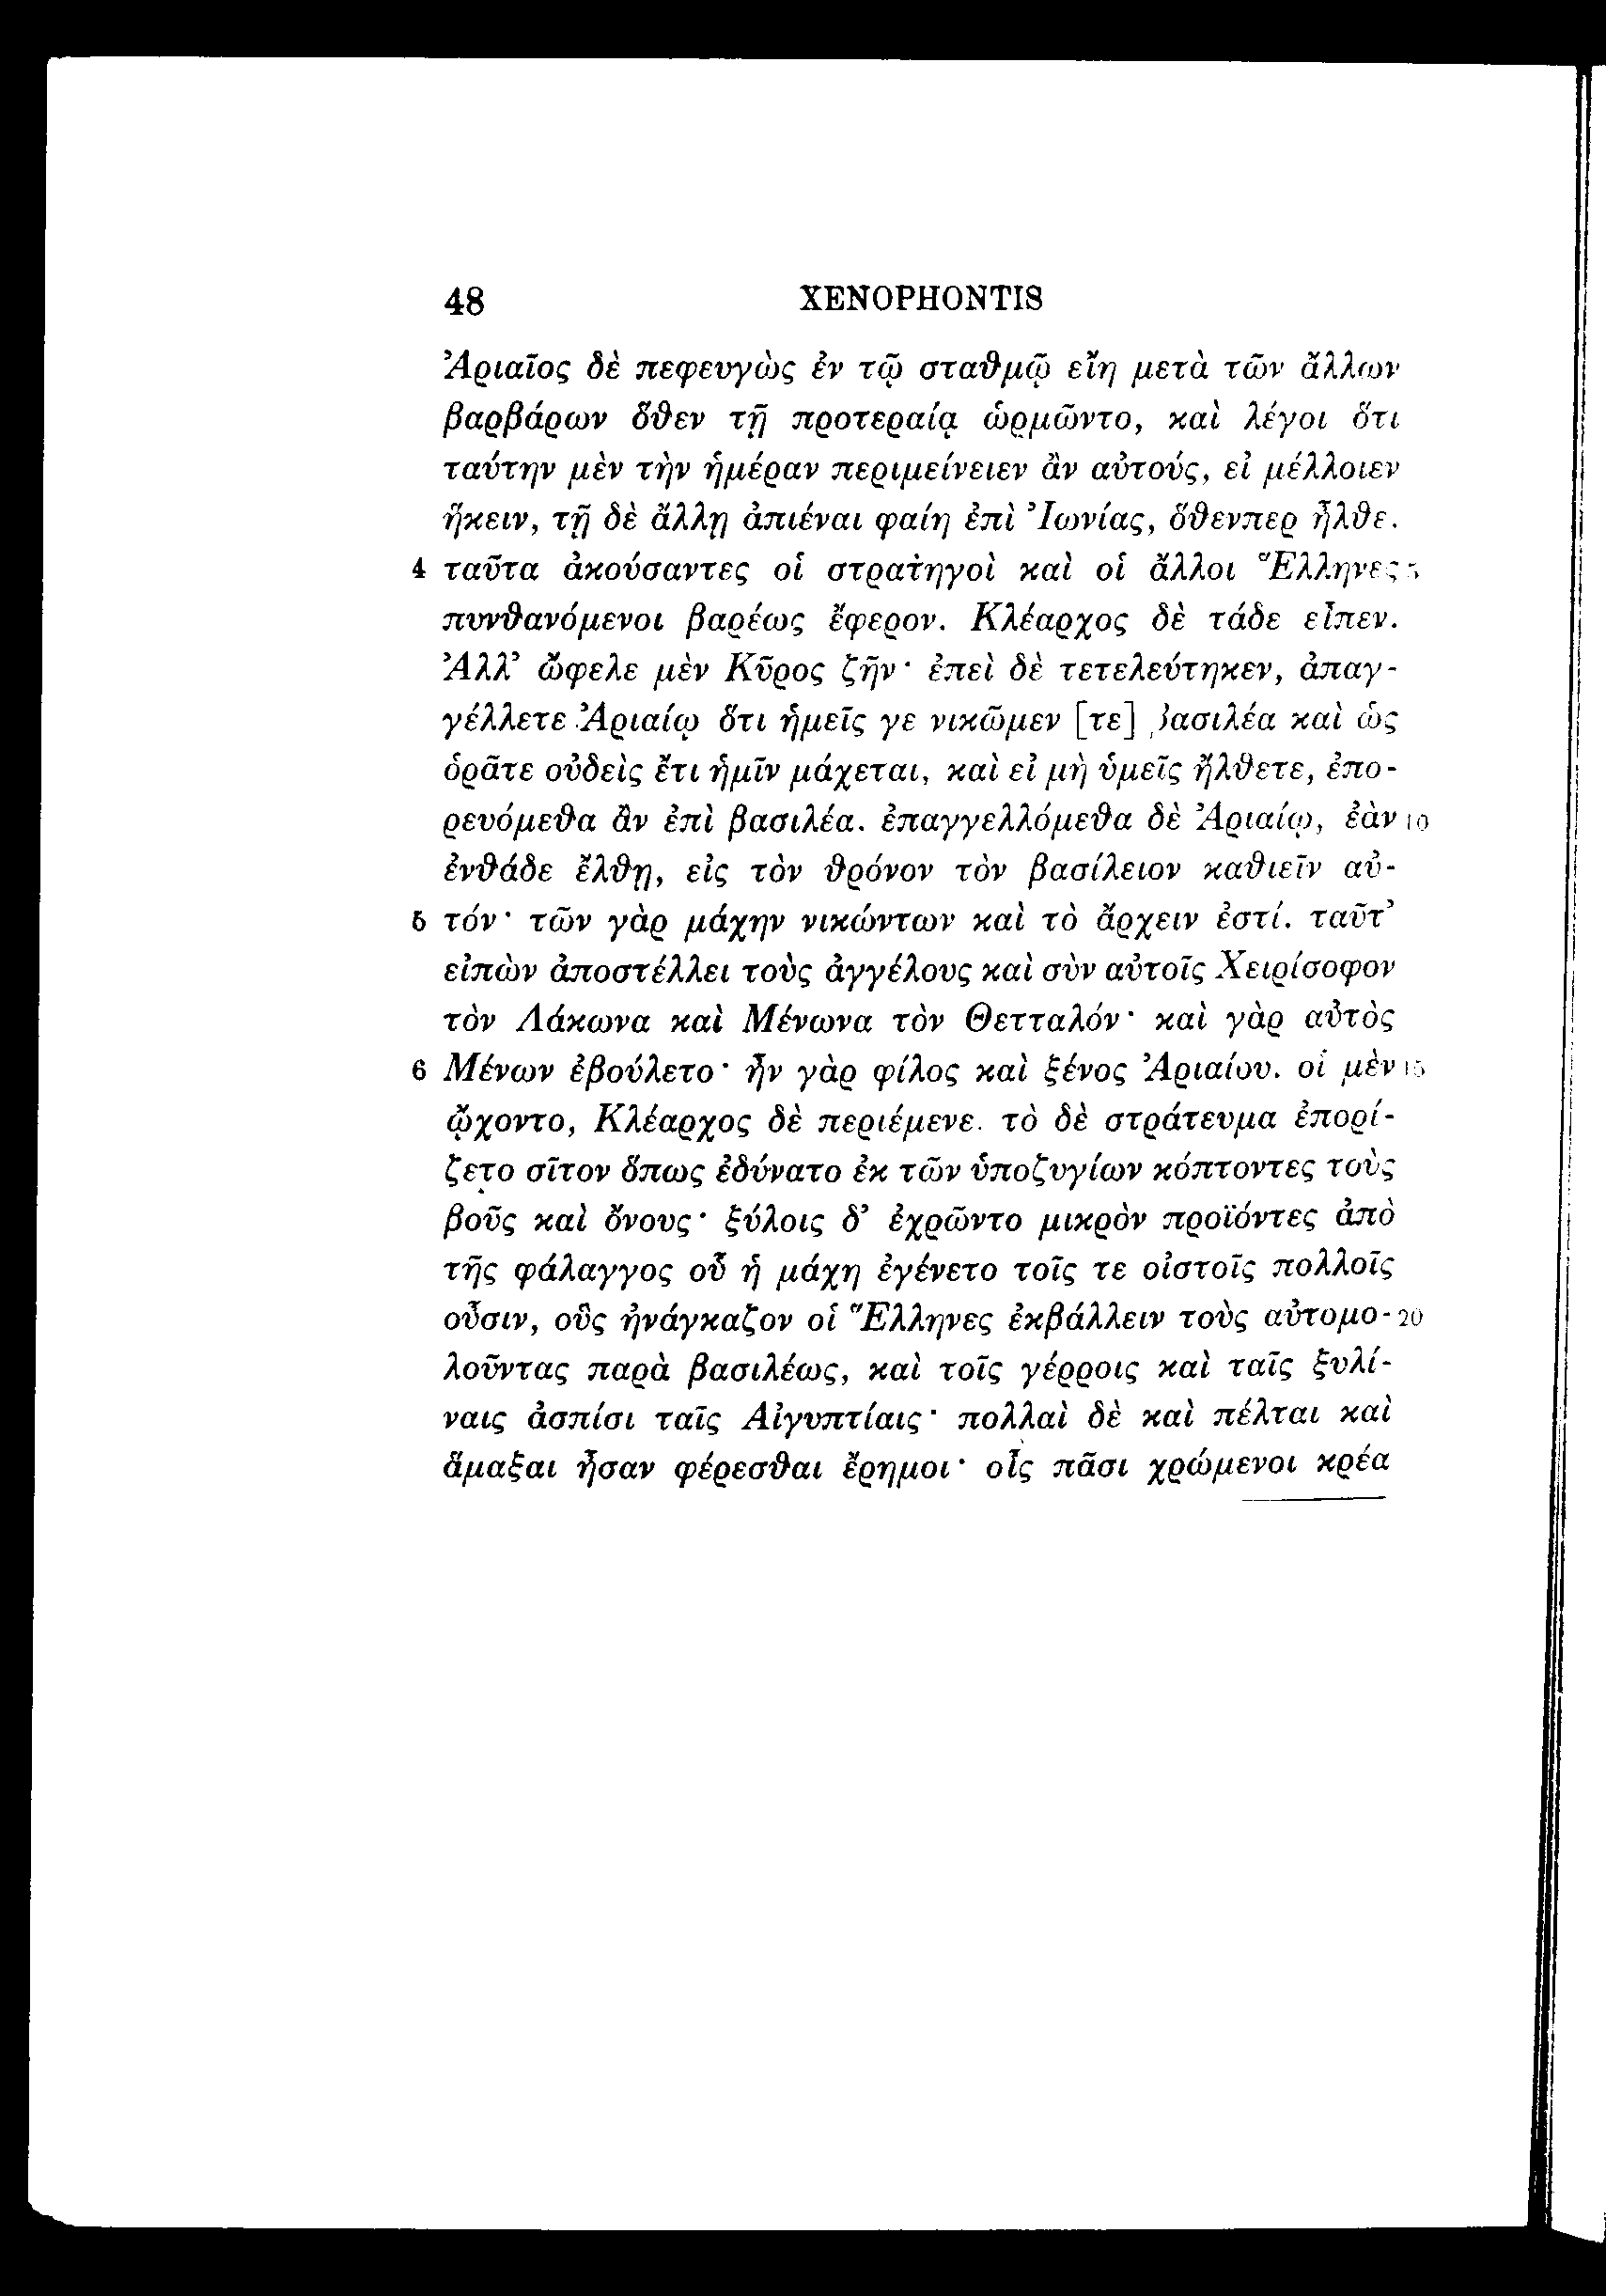 48 XENOPHONTIS
Ἀριαῖος δὲ πεφευγὼς ἐν τῷ σταθμῷ εἴη μετὰ τῶν ἄλλων
βαρβάρων ὅθεν τῇ προτεραίᾳ ὡρμῶντο, καὶ λέγοι ὅτι
ταύτην μὲν τὴν ἡμέραν περιμείνειεν ἂν αὐτούς, εἰ μέλλοιεν
ἥκειν, τῇ δὲ ἄλλῃ ἀπιέναι φαίη ἐπὶ Ἰωνίας, ὅθενπερ ἦλθε.
4 ταῦτα ἀκούσαντες οἱ στρατηγοὶ καὶ οἱ ἄλλοι Ἕλληνες 5
πυνθανόμενοι βαρέως ἔφερον. Κλέαρχος δὲ τάδε εἶπεν.
Ἀλλ’ ὤφελε μὲν Κῦρος ζῆν· ἐπεὶ δὲ τετελεύτηκεν, ἀπαγ-
γέλλετε Ἀριαίῳ ὅτι ἡμεῖς γε νικῶμεν [τε] βασιλέα καὶ ὡς
ὁρᾶτε οὐδεὶς ἔτι ἡμῖν μάχεται, καὶ εἰ μὴ ὑμεῖς ἤλθετε, ἐπο-
ρευόμεθα ἂν ἐπὶ βασιλέα. ἐπαγγελλόμεθα δὲ Ἀριαίῳ, ἐὰν 10
ἐνθάδε ἔλθῃ, εἰς τὸν θρόνον τὸν βασίλειον καθιεῖν αὐ-
5 τόν· τῶν γὰρ μάχην νικώντων καὶ τὸ ἄρχειν ἐστί. ταῦτ’
εἰπὼν ἀποστέλλει τοὺς ἀγγέλους καὶ σὺν αὐτοῖς Χειρίσοφον
τὸν Λάκωνα καὶ Μένωνα τὸν Θετταλόν· καὶ γὰρ αὐτὸς
6 Μένων ἐβούλετο· ἦν γὰρ φίλος καὶ ξένος Ἀριαίου. οἱ μὲν 15
ᾤχοντο, Κλέαρχος δὲ περιέμενε. τὸ δὲ στράτευμα ἐπορί-
ζετο σῖτον ὅπως ἐδύνατο ἐκ τῶν ὑποζυγίων κόπτοντες τοὺς
βοῦς καὶ ὄνους· ξύλοις δ’ ἐχρῶντο μικρὸν προϊόντες ἀπὸ
τῆς φάλαγγος οὗ ἡ μάχη ἐγένετο τοῖς τε οἰστοῖς πολλοῖς
οὖσιν, οὓς ἠνάγκαζον οἱ Ἕλληνες ἐκβάλλειν τοὺς αὐτομο- 20
λοῦντας παρὰ βασιλέως, καὶ τοῖς γέρροις καὶ ταῖς ξυλί-
ναις ἀσπίσι ταῖς Αἰγυπτίαις· πολλαὶ δὲ καὶ πέλται καὶ
ἅμαξαι ἦσαν φέρεσθαι ἔρημοι· οἷς πᾶσι χρώμενοι κρέα